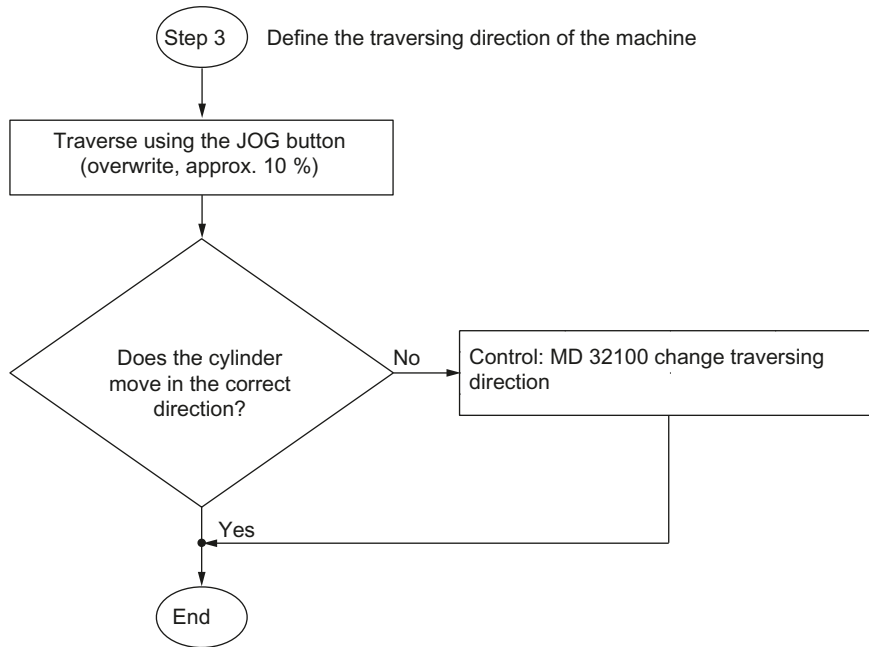 Step 3
Define the traversing direction of the machine
Traverse using the JOG button
(overwrite, approx. 10 %)
Does the cylinder
move in the correct
direction?
No
Control: MD 32100 change traversing
direction
Yes
End